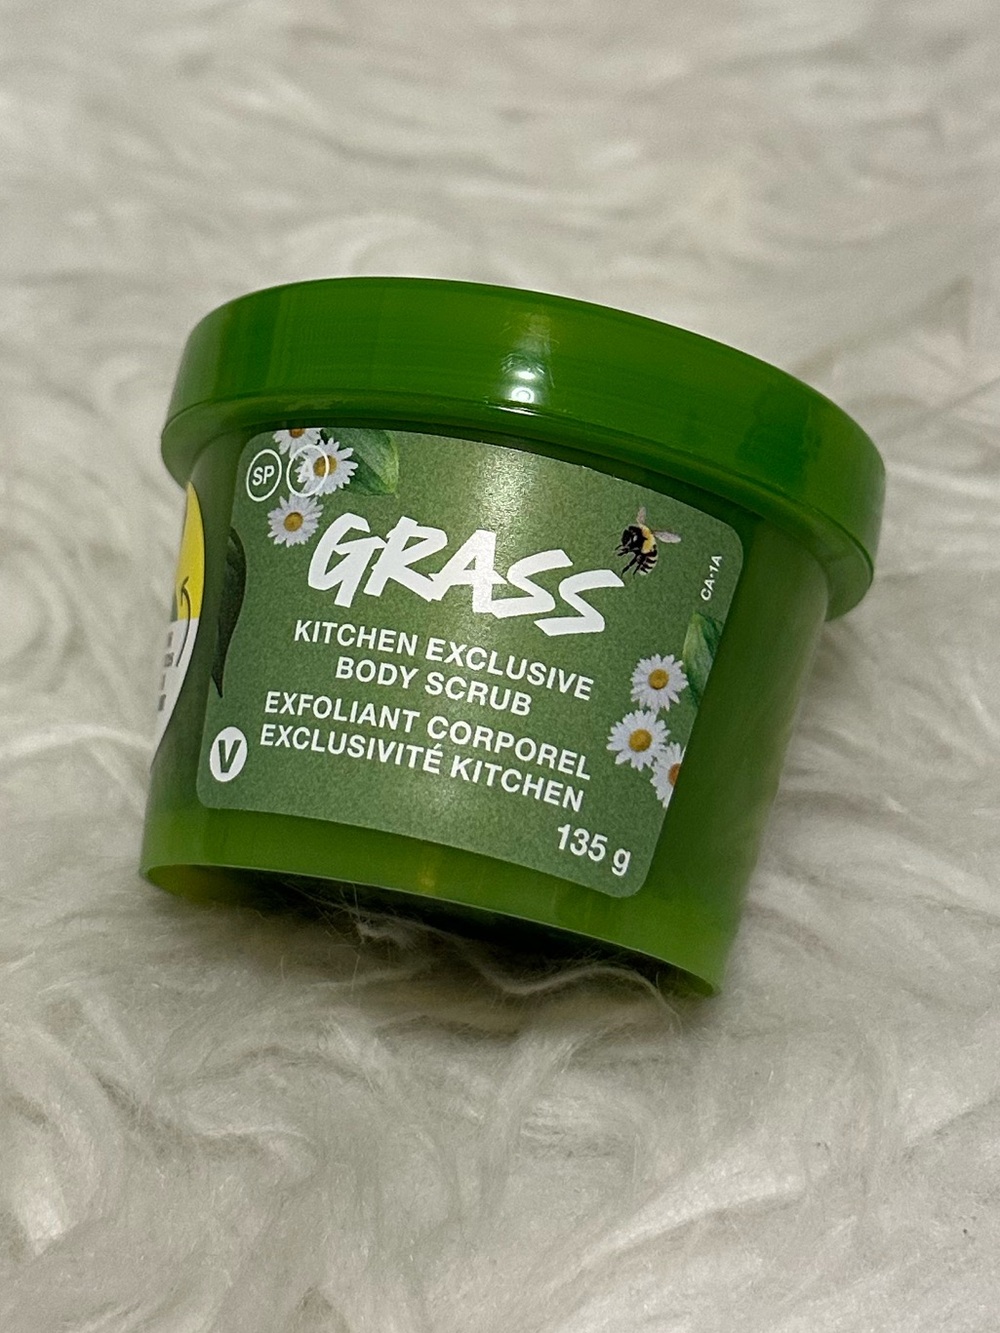 SP
GRASS
CA-1A
KITCHEN EXCLUSIVE
BODY SCRUB
EXFOLIANT CORPOREL
EXCLUSIVITÉ KITCHEN
V
135 g